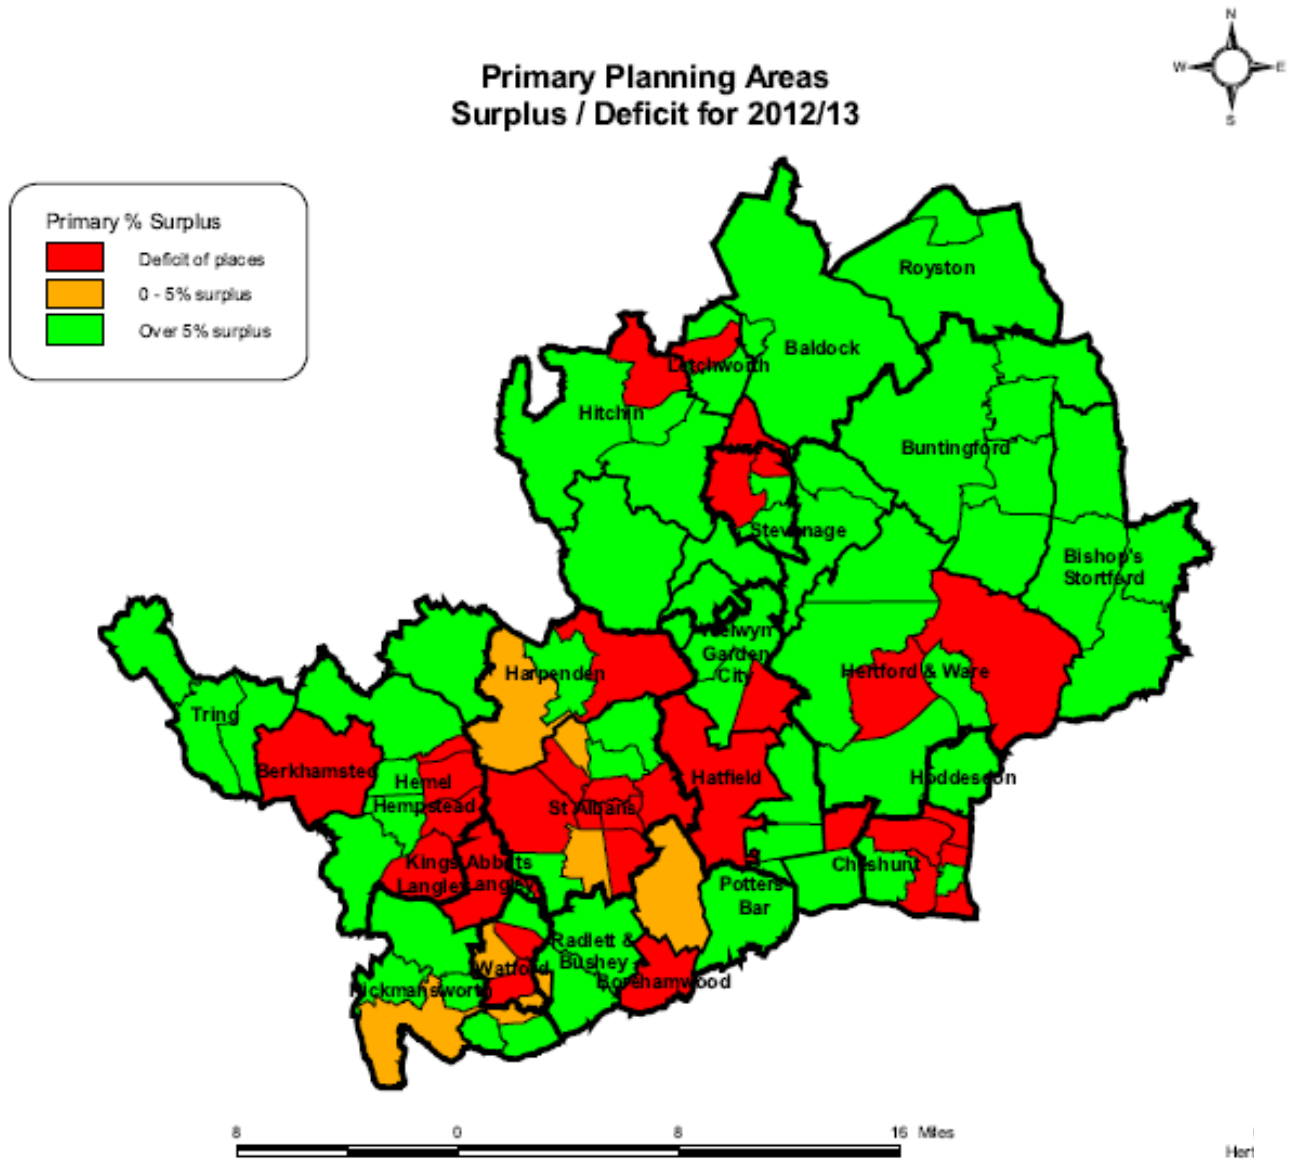 N
W E
S
Primary Planning Areas
Surplus / Deficit for 2012/13
Primary % Surplus
Deficit of places
0 - 5% surplus
Over 5% surplus
Royston
Baldock
Letchworth
Hitchin
Buntingford
Stevenage
Bishop's
Stortford
Welwyn
Garden
City
Harpenden
Hertford & Ware
Tring
Berkhamsted
Hemel
Hempstead
Hatfield
Hoddesdon
St Albans
Kings
Langley
Abbots
Langley
Cheshunt
Potters
Bar
Radlett &
Bushey
Watford
Borehamwood
Rickmansworth
8 0 8 16 Miles
Hert